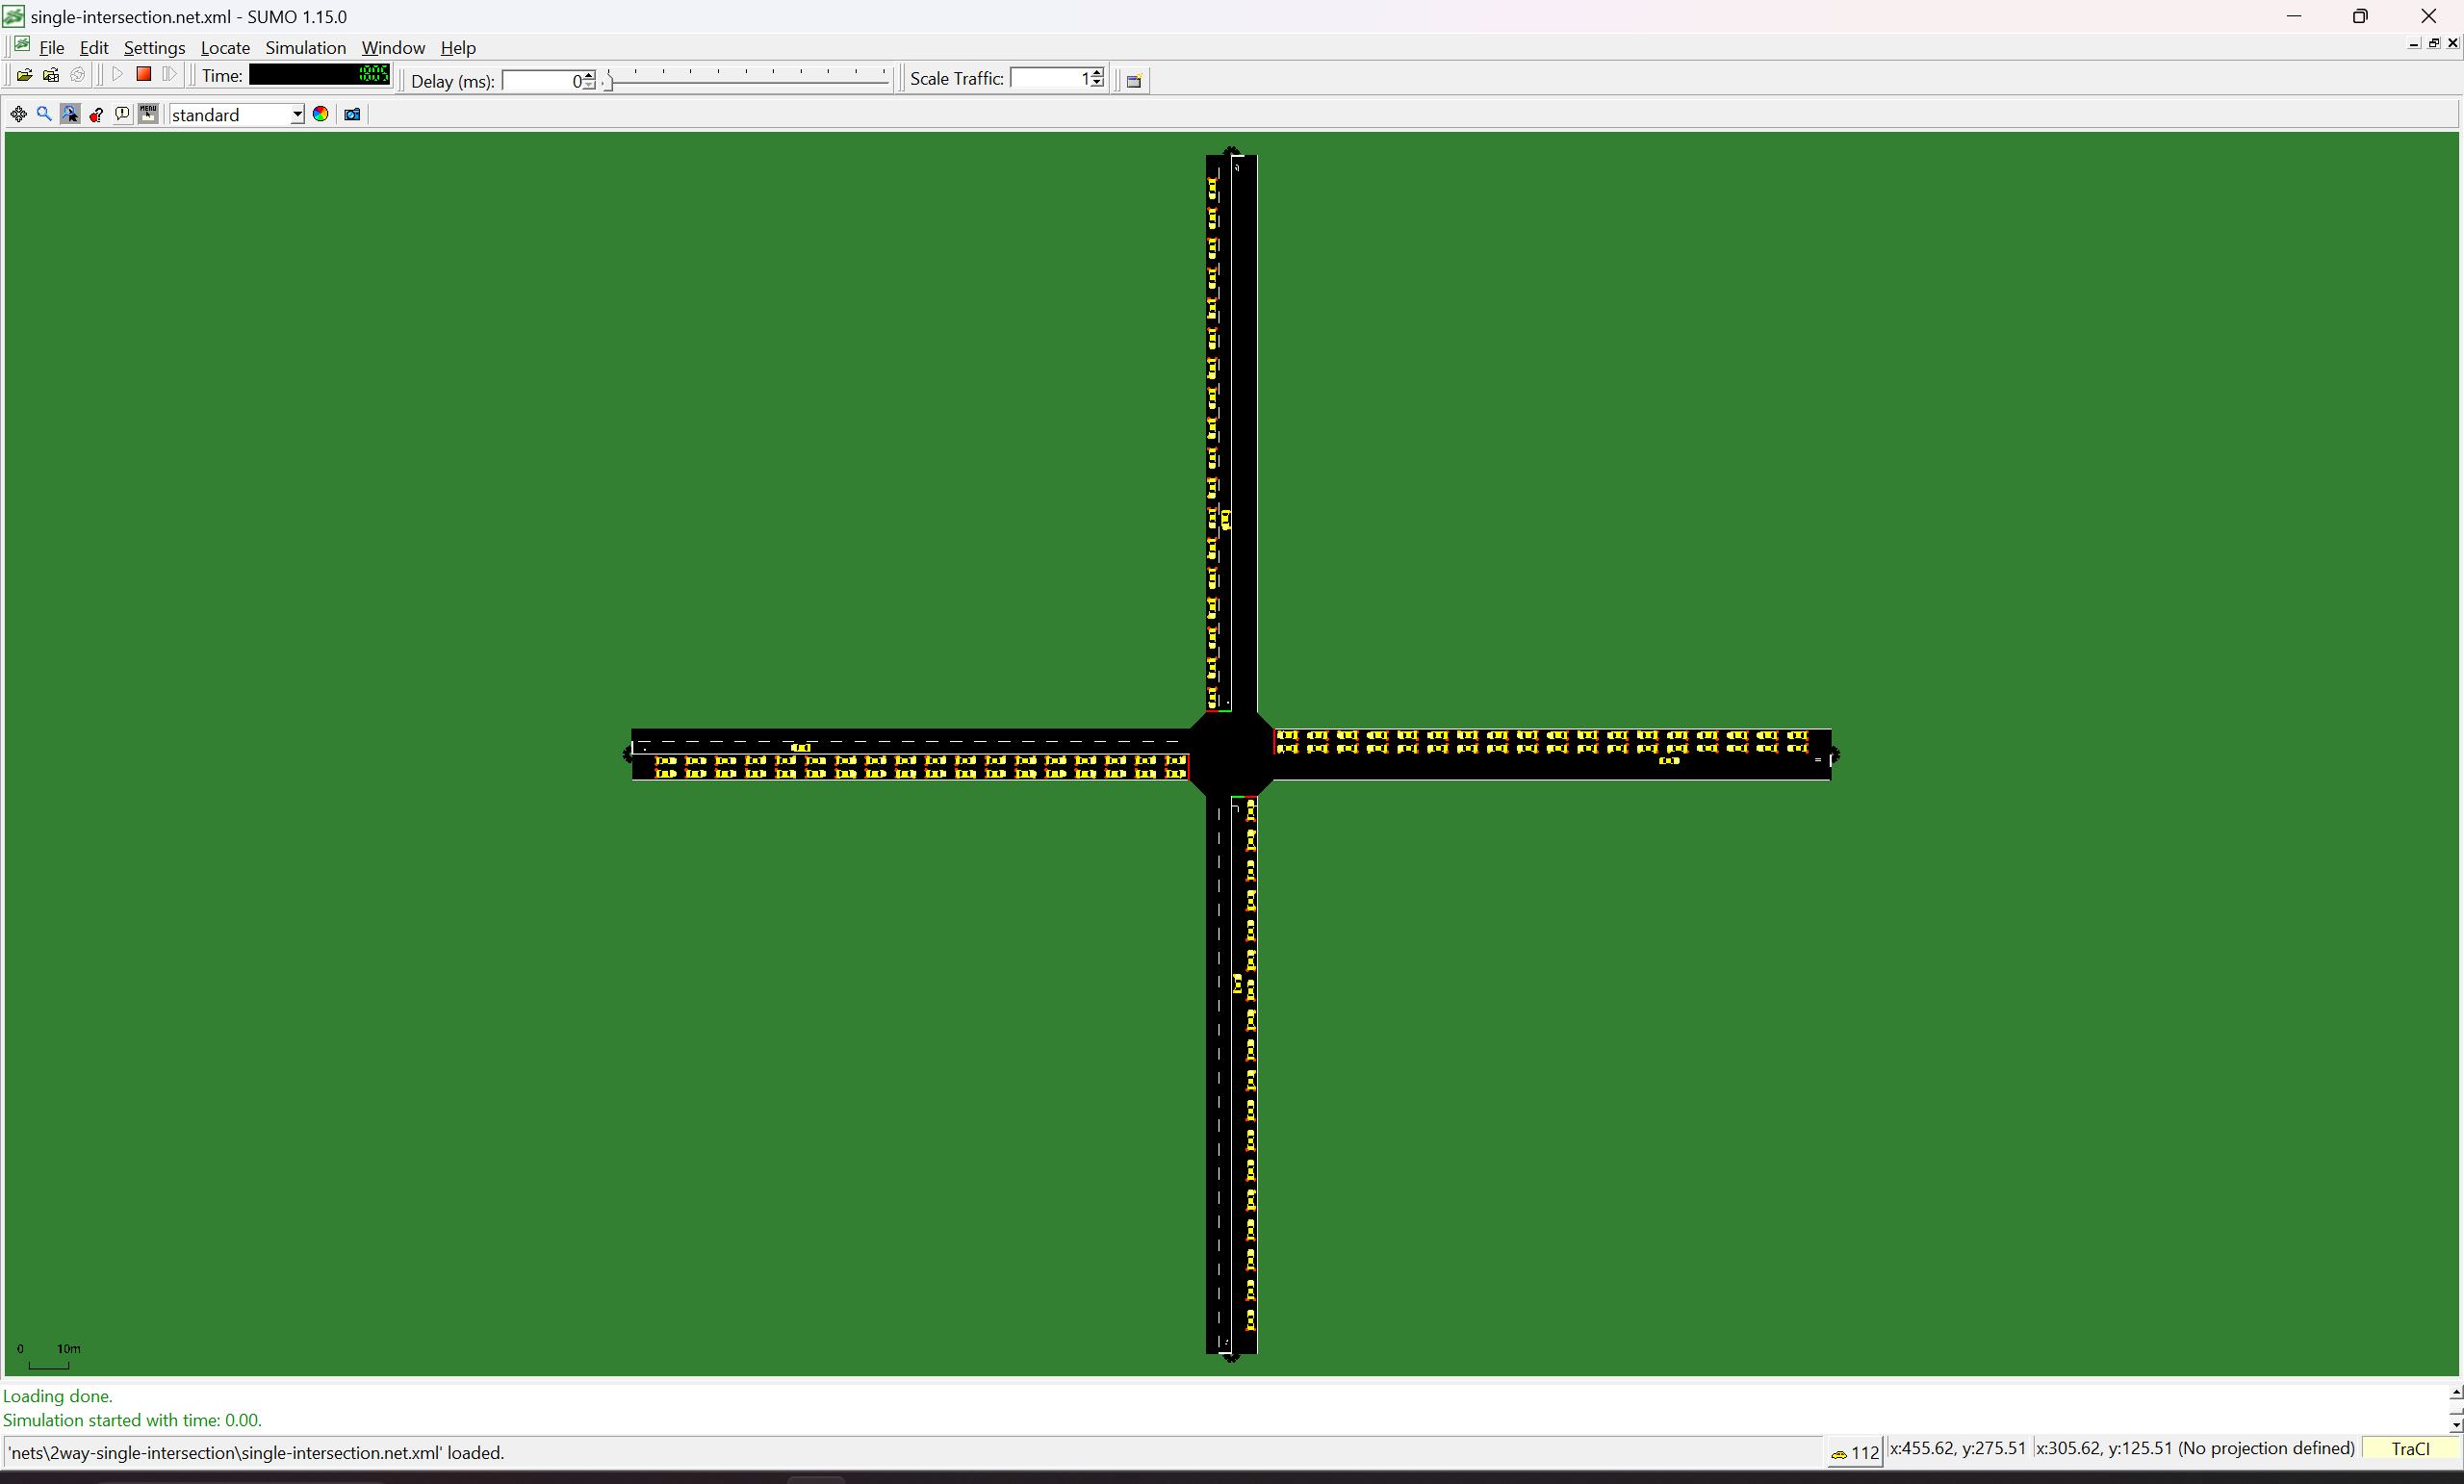 single-intersection.net.xml - SUMO 1.15.0
File Edit Settings Locate Simulation Window Help
Time: Delay (ms): 0 Scale Traffic: 1
MENU standard
0 10m
Loading done.
Simulation started with time: 0.00.
'nets\2way-single-intersection\single-intersection.net.xml' loaded. 112 x:455.62, y:275.51 x:305.62, y:125.51 (No projection defined) TraCI